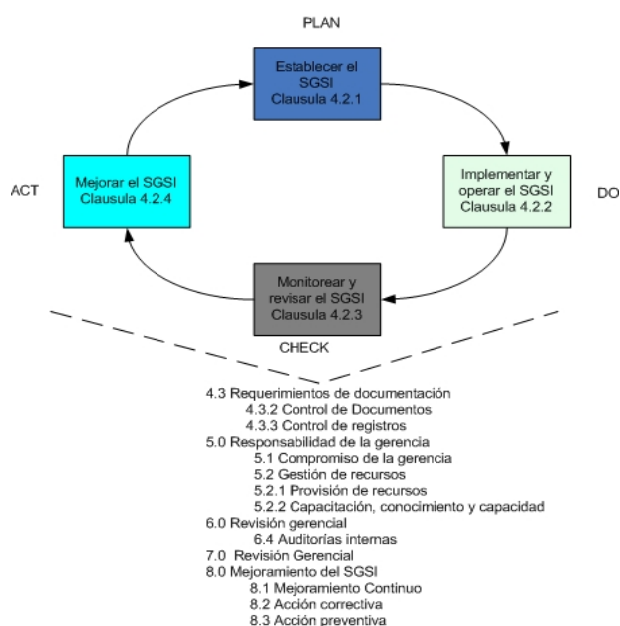 PLAN
Establecer el
SGSI
Clausula 4.2.1
ACT
Mejorar el SGSI
Clausula 4.2.4
Implementar y
operar el SGSI
Clausula 4.2.2
DO
Monitorear y
revisar el SGSI
Clausula 4.2.3
CHECK
4.3 Requerimientos de documentación
4.3.2 Control de Documentos
4.3.3 Control de registros
5.0 Responsabilidad de la gerencia
5.1 Compromiso de la gerencia
5.2 Gestión de recursos
5.2.1 Provisión de recursos
5.2.2 Capacitación, conocimiento y capacidad
6.0 Revisión gerencial
6.4 Auditorías internas
7.0 Revisión Gerencial
8.0 Mejoramiento del SGSI
8.1 Mejoramiento Continuo
8.2 Acción correctiva
8.3 Acción preventiva